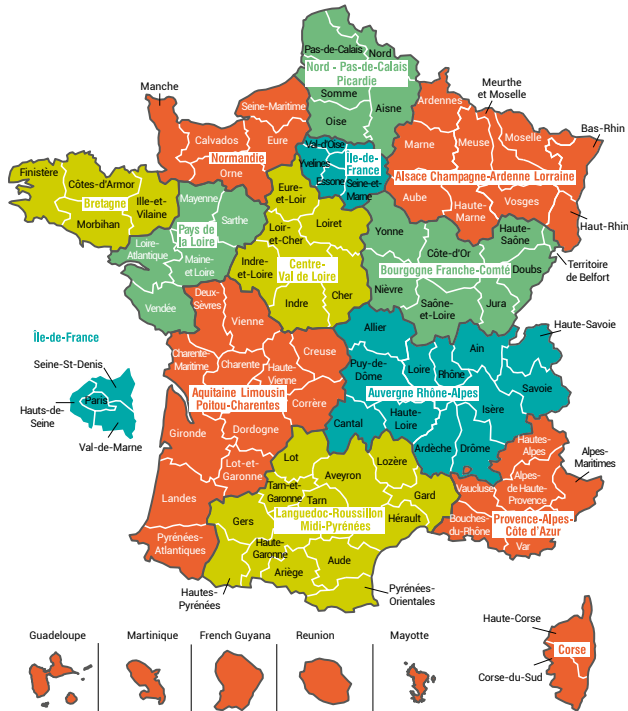 Pas-de-Calais
Nord
Nord - Pas-de-Calais
Picardie
Somme
Oise
Aisne
Manche
Seine-Maritime
Calvados
Eure
Normandie
Orne
Val-d'Oise
Yvelines
Île-de-
France
Essone
Seine-et-
Marne
Meurthe
et Moselle
Ardennes
Bas-Rhin
Marne
Meuse
Moselle
Alsace Champagne-Ardenne Lorraine
Aube
Haute-
Marne
Vosges
Haut-Rhin
Finistère
Côtes-d'Armor
Bretagne
Ille-et-
Vilaine
Morbihan
Mayenne
Sarthe
Pays de
la Loire
Loire-
Atlantique
Maine-
et Loire
Vendée
Eure-
et-Loir
Loiret
Loir-
et-Cher
Centre-
Val de Loire
Indre-
et-Loire
Indre
Cher
Yonne
Côte-d'Or
Haute-
Saône
Bourgogne Franche-Comté
Doubs
Nièvre
Saône-
et-Loire
Jura
Territoire
de Belfort
Deux-
Sèvres
Vienne
Charente-
Maritime
Charente
Haute-
Vienne
Creuse
Aquitaine Limousin
Poitou-Charentes
Corrère
Gironde
Dordogne
Lot-et-
Garonne
Landes
Pyrénées-
Atlantiques
Île-de-France
Seine-St-Denis
Paris
Hauts-de-
Seine
Val-de-Marne
Allier
Haute-Savoie
Ain
Puy-de-
Dôme
Loire
Rhône
Auvergne Rhône-Alpes
Savoie
Isère
Cantal
Haute-
Loire
Ardèche
Drôme
Lot
Lozère
Aveyron
Tarn-et-
Garonne
Tarn
Gard
Languedoc-Roussillon
Midi-Pyrénées
Gers
Hérault
Haute-
Garonne
Aude
Ariège
Hautes-
Pyrénées
Pyrénées-
Orientales
Hautes-
Alpes
Alpes-
Maritimes
Vaucluse
Alpes-
de Haute-
Provence
Bouches-
du-Rhône
Provence-Alpes-
Côte d'Azur
Var
Haute-Corse
Corse
Corse-du-Sud
Guadeloupe
Martinique
French Guyana
Reunion
Mayotte